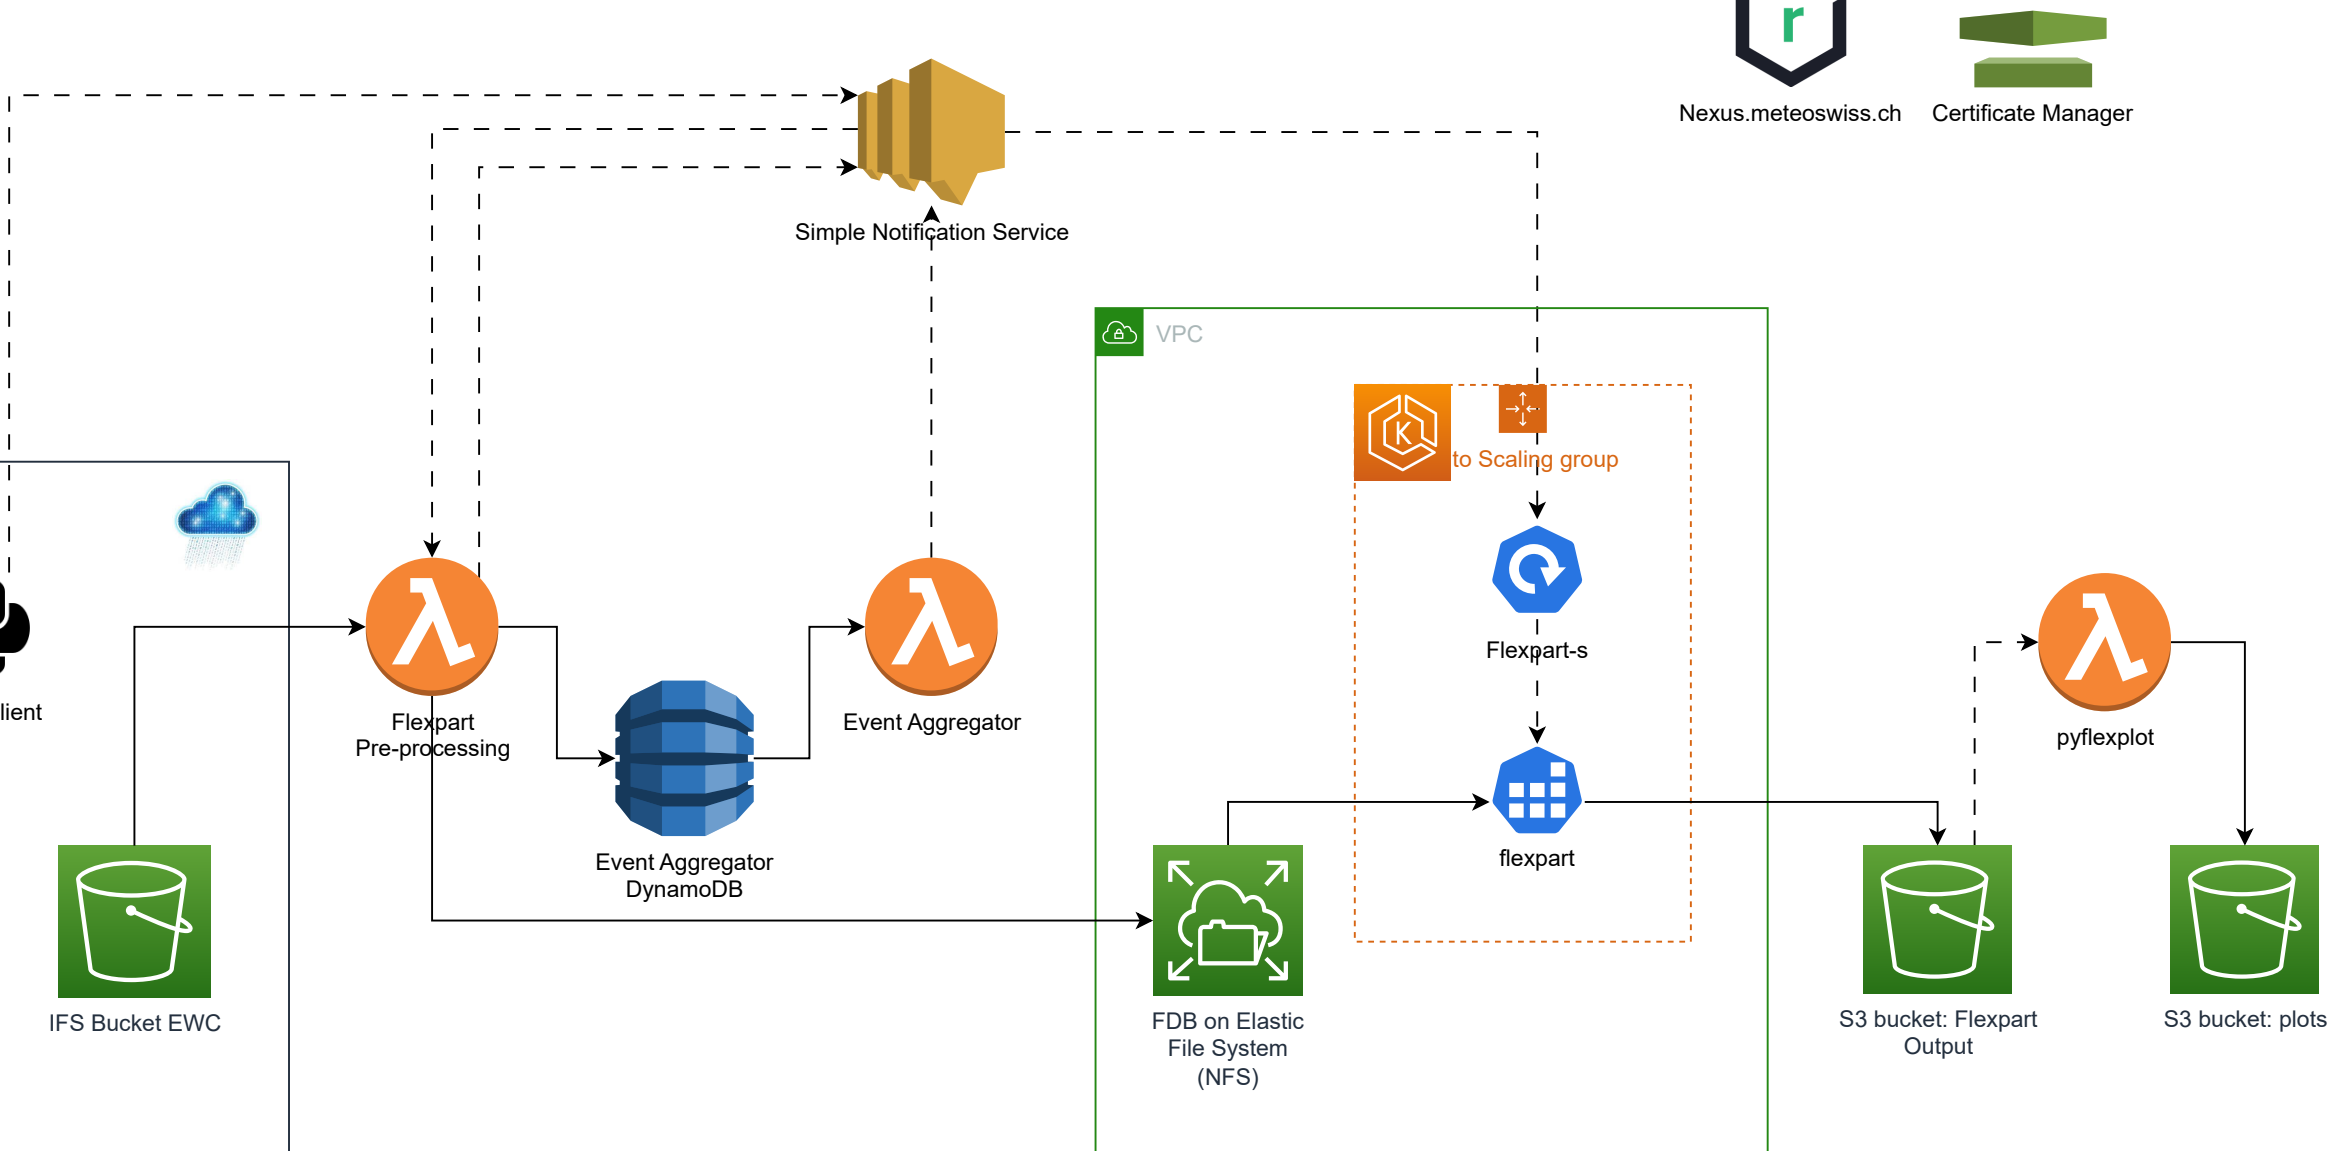 r
Nexus.meteoswiss.ch
Certificate Manager
Simple Notification Service
VPC
K
to Scaling group
Flexpart-s
lient
Flexpart
Pre-processing
Event Aggregator
pyflexplot
Event Aggregator
DynamoDB
flexpart
IFS Bucket EWC
FDB on Elastic
File System
(NFS)
S3 bucket: Flexpart
Output
S3 bucket: plots